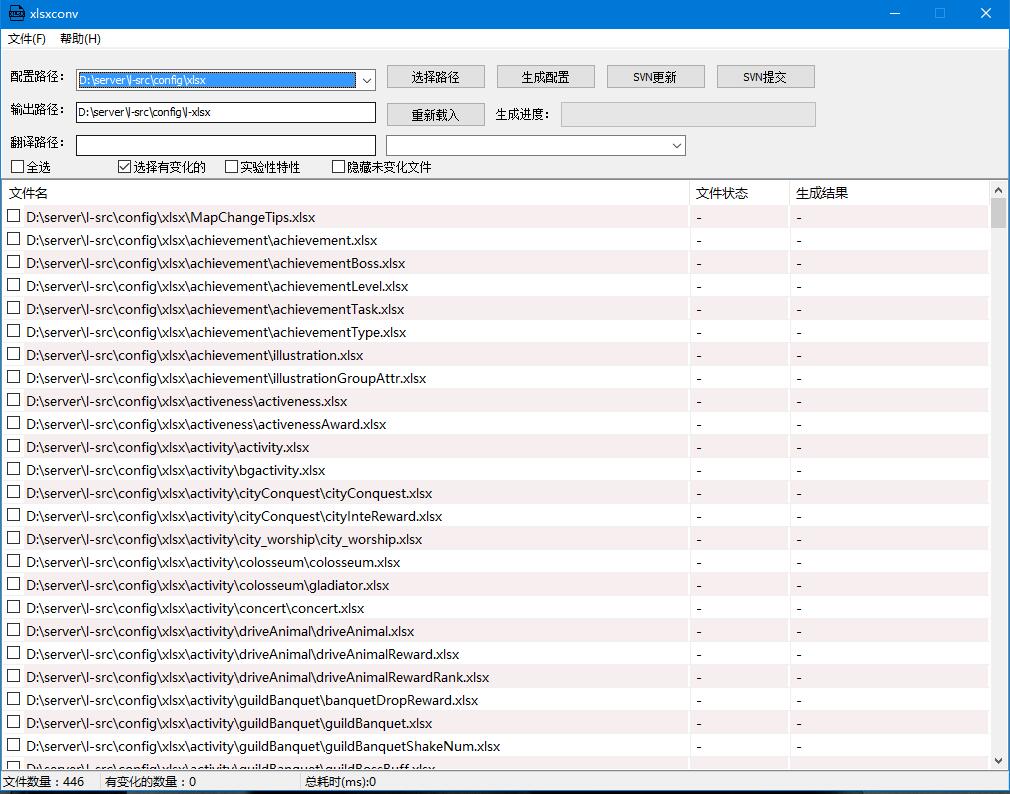 XLSX xlsxconv
文件(F) 帮助(H)
配置路径： D:\server\l-src\config\xlsx 选择路径 生成配置 SVN更新 SVN提交
输出路径： D:\server\l-src\config\l-xlsx 重新载入 生成进度：
翻译路径：
全选 选择有变化的 实验性特性 隐藏未变化文件
文件名 文件状态 生成结果
D:\server\l-src\config\xlsx\MapChangeTips.xlsx - -
D:\server\l-src\config\xlsx\achievement\achievement.xlsx - -
D:\server\l-src\config\xlsx\achievement\achievementBoss.xlsx - -
D:\server\l-src\config\xlsx\achievement\achievementLevel.xlsx - -
D:\server\l-src\config\xlsx\achievement\achievementTask.xlsx - -
D:\server\l-src\config\xlsx\achievement\achievementType.xlsx - -
D:\server\l-src\config\xlsx\achievement\illustration.xlsx - -
D:\server\l-src\config\xlsx\achievement\illustrationGroupAttr.xlsx - -
D:\server\l-src\config\xlsx\activeness\activeness.xlsx - -
D:\server\l-src\config\xlsx\activeness\activenessAward.xlsx - -
D:\server\l-src\config\xlsx\activity\activity.xlsx - -
D:\server\l-src\config\xlsx\activity\bgactivity.xlsx - -
D:\server\l-src\config\xlsx\activity\cityConquest\cityConquest.xlsx - -
D:\server\l-src\config\xlsx\activity\cityConquest\cityInteReward.xlsx - -
D:\server\l-src\config\xlsx\activity\city_worship\city_worship.xlsx - -
D:\server\l-src\config\xlsx\activity\colosseum\colosseum.xlsx - -
D:\server\l-src\config\xlsx\activity\colosseum\gladiator.xlsx - -
D:\server\l-src\config\xlsx\activity\concert\concert.xlsx - -
D:\server\l-src\config\xlsx\activity\driveAnimal\driveAnimal.xlsx - -
D:\server\l-src\config\xlsx\activity\driveAnimal\driveAnimalReward.xlsx - -
D:\server\l-src\config\xlsx\activity\driveAnimal\driveAnimalRewardRank.xlsx - -
D:\server\l-src\config\xlsx\activity\guildBanquet\banquetDropReward.xlsx - -
D:\server\l-src\config\xlsx\activity\guildBanquet\guildBanquet.xlsx - -
D:\server\l-src\config\xlsx\activity\guildBanquet\guildBanquetShakeNum.xlsx - -
D:\server\l-src\config\xlsx\activity\guildBanquet\guildBossBuff.xlsx
文件数量：446 有变化的数量：0 总耗时(ms):0